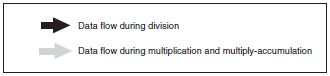 Data flow during division
Data flow during multiplication and multiply-accumulation